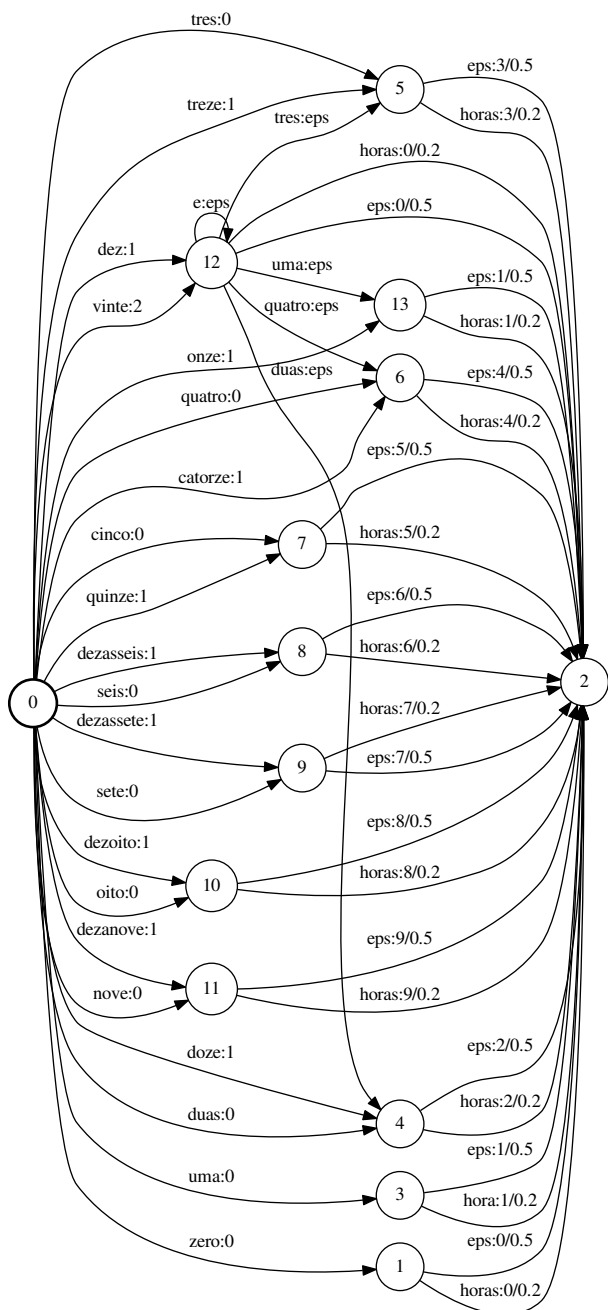 tres:0
eps:3/0.5
5
treze:1
horas:3/0.2
tres:eps
horas:0/0.2
e:eps
eps:0/0.5
dez:1
12
uma:eps
eps:1/0.5
vinte:2
quatro:eps
13
horas:1/0.2
onze:1
duas:eps
6
eps:4/0.5
quatro:0
horas:4/0.2
eps:5/0.5
catorze:1
cinco:0
7
horas:5/0.2
quinze:1
eps:6/0.5
dezasseis:1
8
horas:6/0.2
seis:0
2
0
dezassete:1
horas:7/0.2
9
eps:7/0.5
sete:0
eps:8/0.5
dezoito:1
10
horas:8/0.2
oito:0
dezanove:1
eps:9/0.5
11
nove:0
horas:9/0.2
doze:1
eps:2/0.5
duas:0
4
horas:2/0.2
eps:1/0.5
uma:0
3
hora:1/0.2
zero:0
eps:0/0.5
1
horas:0/0.2